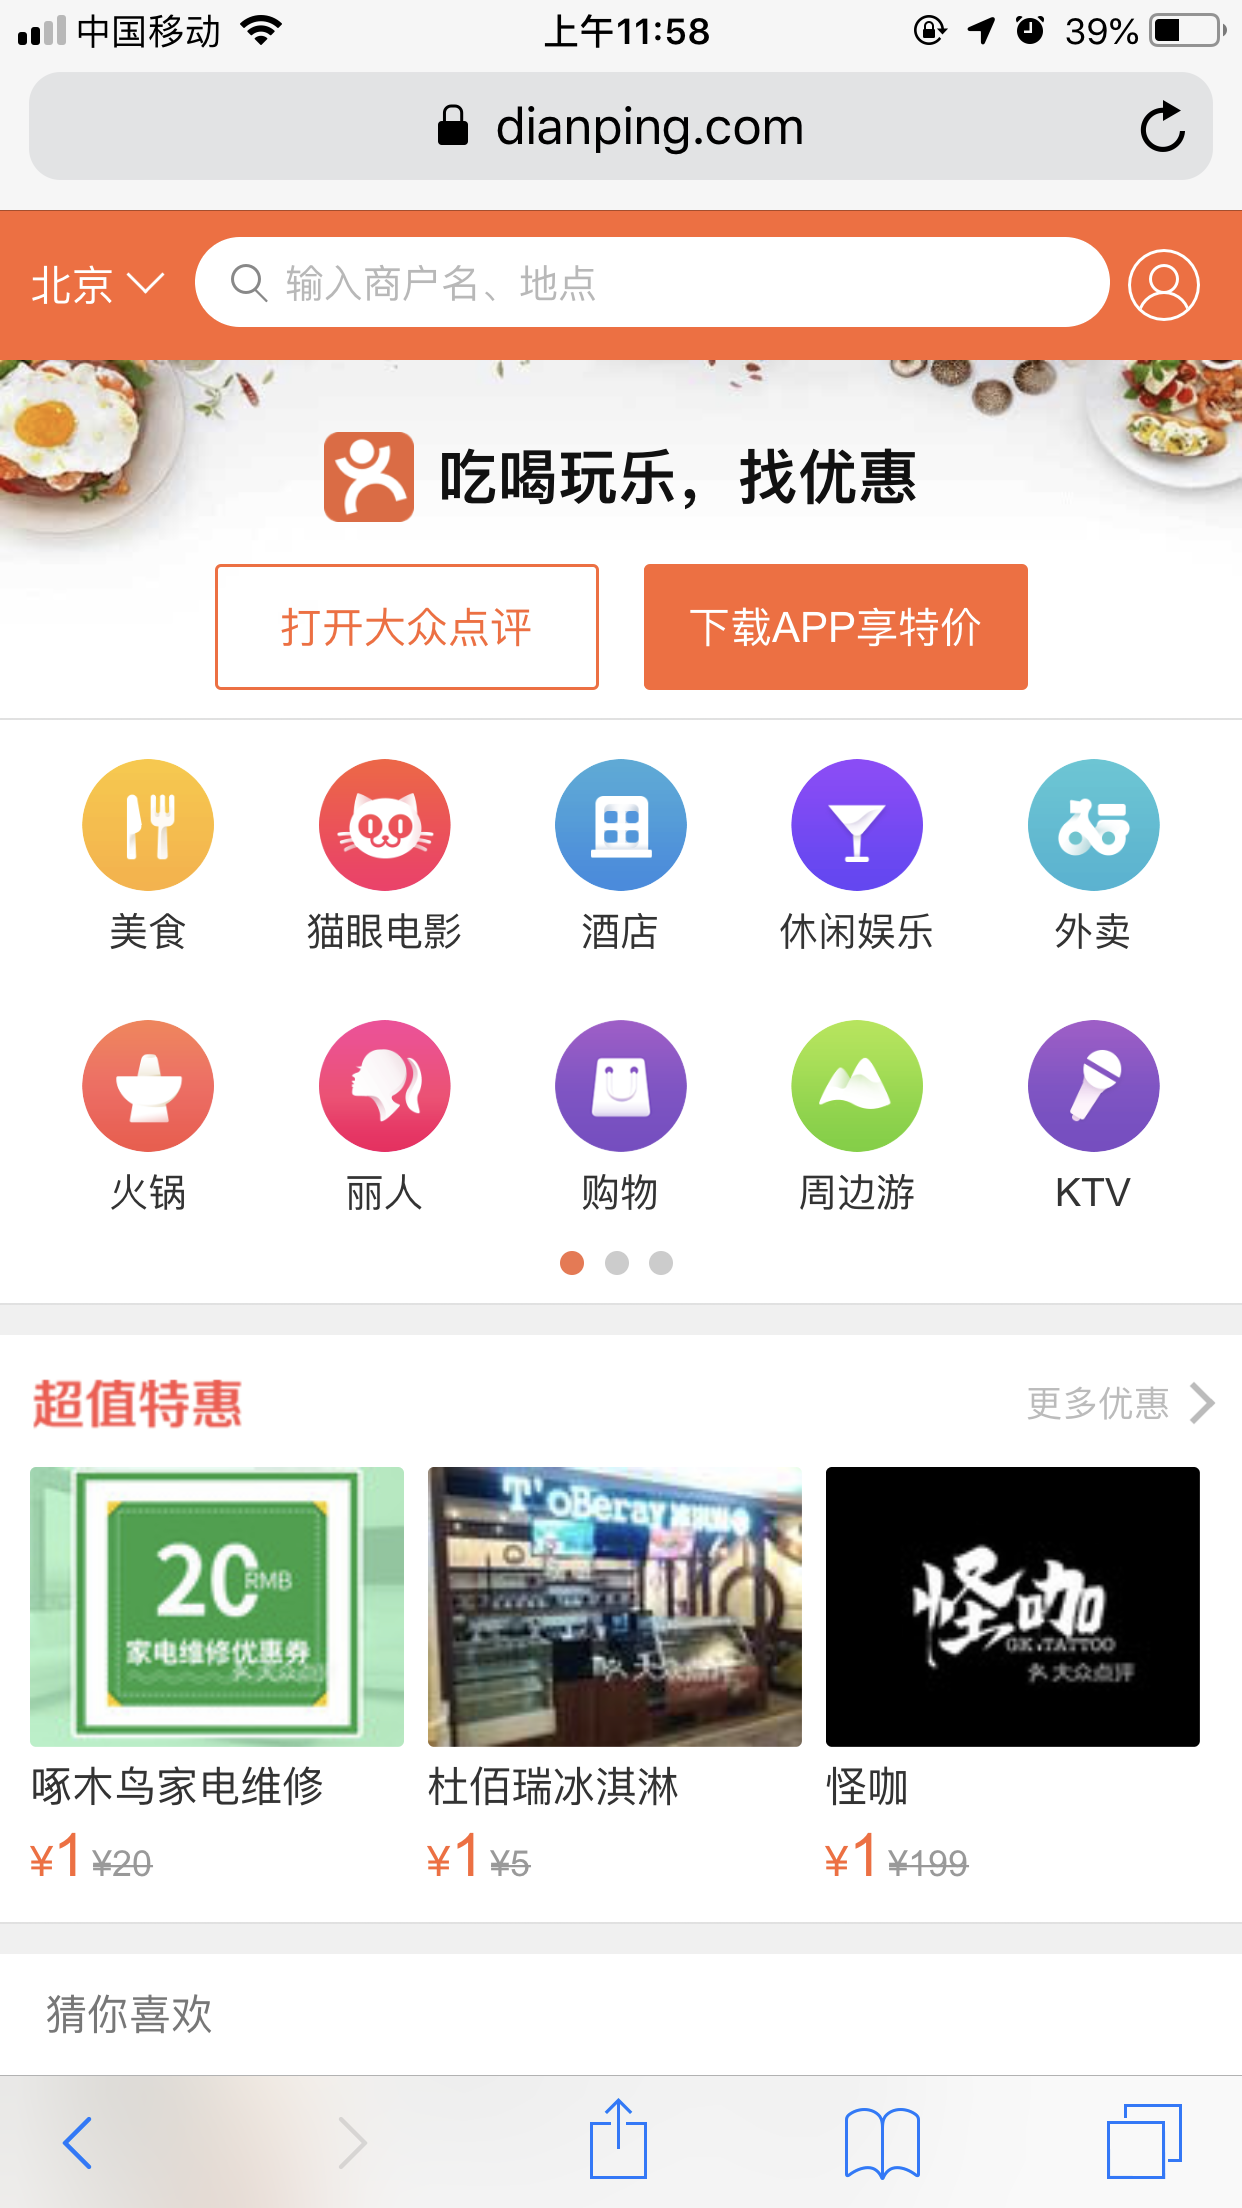 中国移动 上午11:58 39%
dianping.com
北京 输入商户名、地点
吃喝玩乐，找优惠
打开大众点评 下载APP享特价
美食 猫眼电影 酒店 休闲娱乐 外卖
火锅 丽人 购物 周边游 KTV
超值特惠 更多优惠
20 RMB
家电维修优惠券
大众点评
T'oBeray
大众点评
怪咖
GK.TATTOO
大众点评
啄木鸟家电维修 杜佰瑞冰淇淋 怪咖
¥1 ¥20 ¥1 ¥5 ¥1 ¥199
猜你喜欢